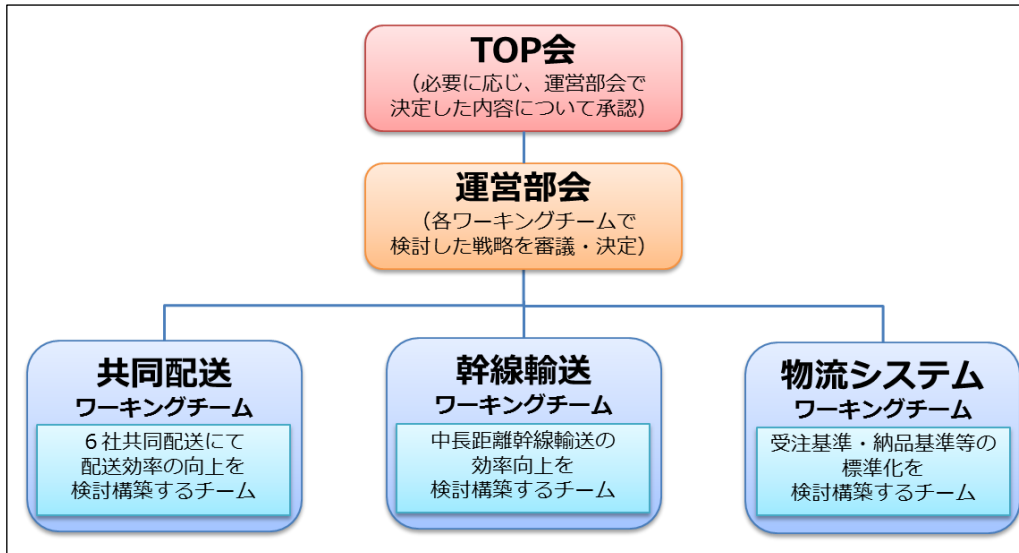 TOP会
（必要に応じ、運営部会で
決定した内容について承認）
運営部会
（各ワーキングチームで
検討した戦略を審議・決定）
共同配送
ワーキングチーム
６社共同配送にて
配送効率の向上を
検討構築するチーム
幹線輸送
ワーキングチーム
中長距離幹線輸送の
効率向上を
検討構築するチーム
物流システム
ワーキングチーム
受注基準・納品基準等の
標準化を
検討構築するチーム